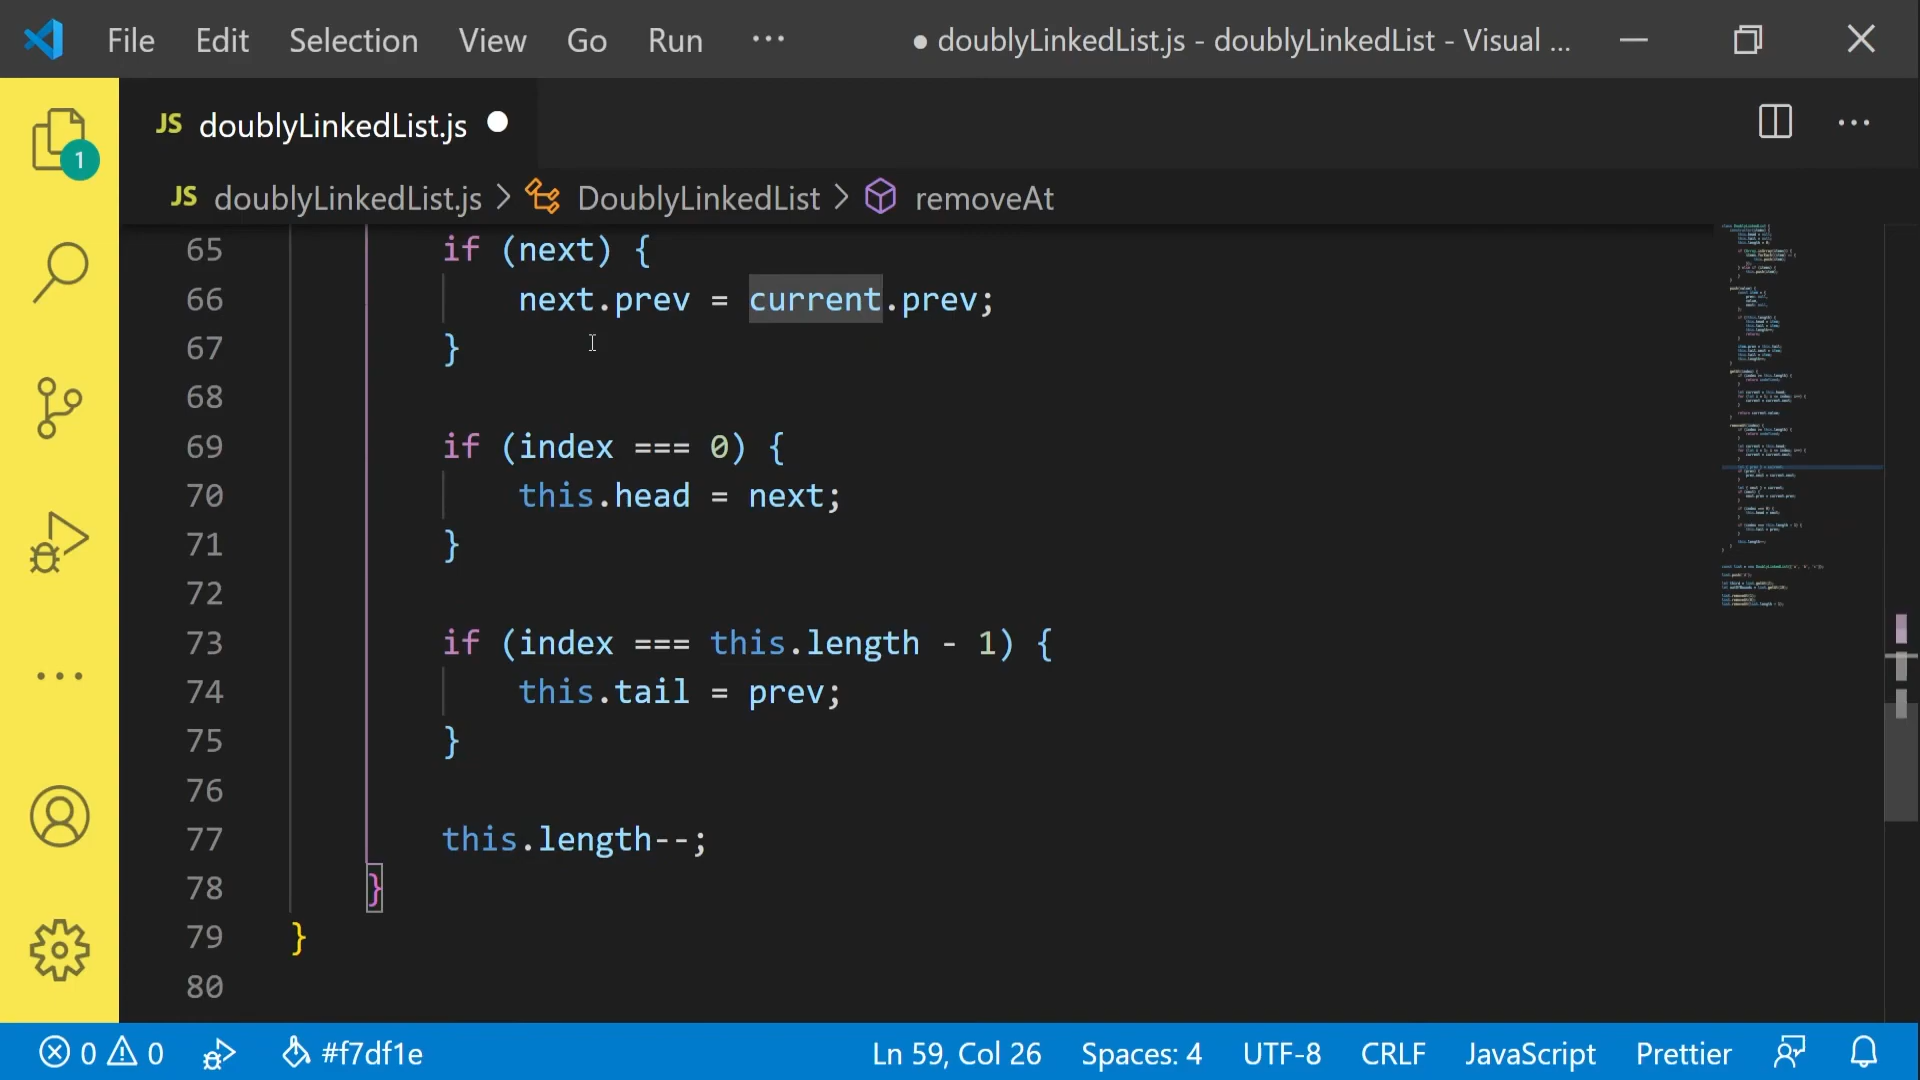 File Edit Selection View Go Run ··· ● doublyLinkedList.js - doublyLinkedList - Visual ...
JS doublyLinkedList.js
JS doublyLinkedList.js > DoublyLinkedList > removeAt
1
65 if (next) {
66 next.prev = current.prev;
67 }
68
69 if (index === 0) {
70 this.head = next;
71 }
72
73 if (index === this.length - 1) {
74 this.tail = prev;
75 }
76
77 this.length--;
78 }
79 }
80
0 0 #f7df1e Ln 59, Col 26 Spaces: 4 UTF-8 CRLF JavaScript Prettier